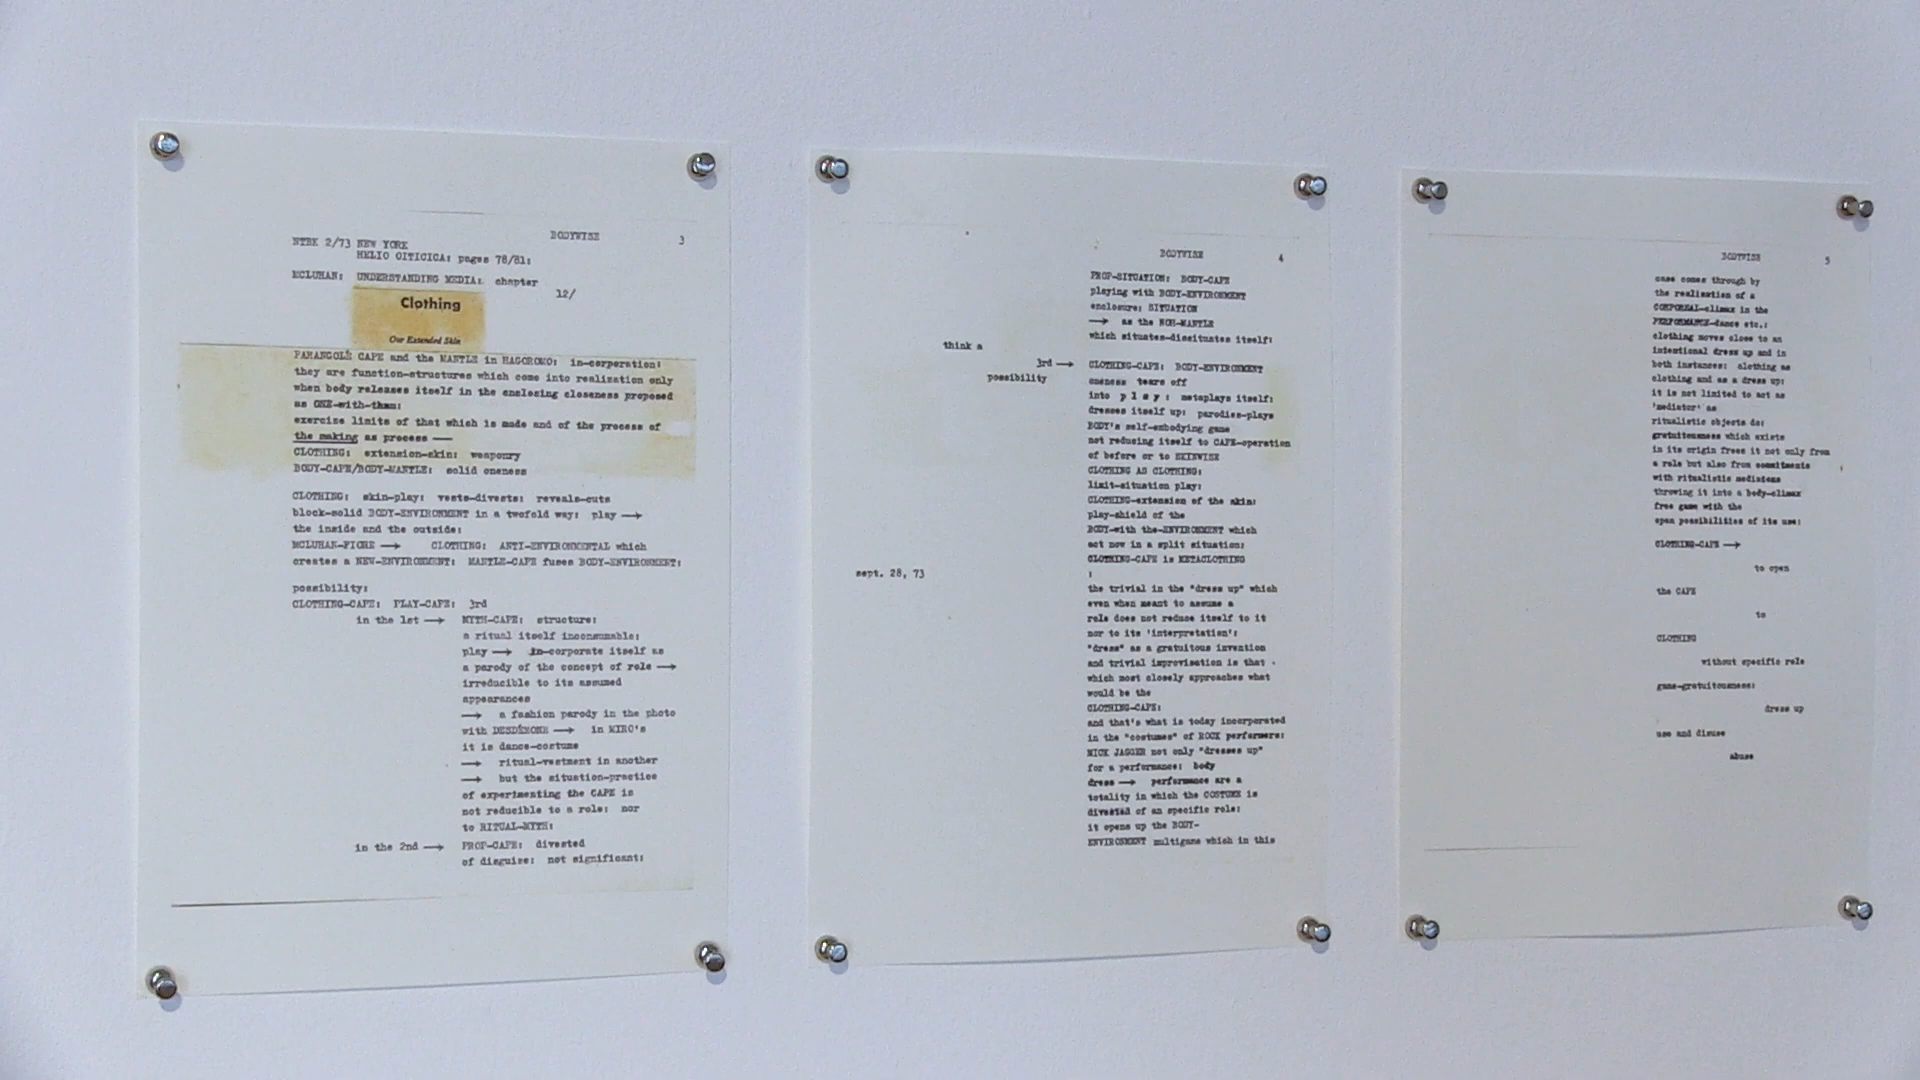 BODYWISE 3
NTBK 2/73 NEW YORK
HELIO OITICICA: pages 78/81:
MCLUHAN: UNDERSTANDING MEDIA: chapter
12/
Clothing
Our Extended Skin
PARANGOLÉ CAPE and the MANTLE in HAGOROMO: in-corporation:
they are function-structures which come into realization only
when body releases itself in the enclosing closeness proposed
as ONE-with-them:
exercise limits of that which is made and of the process of
the making as process —
CLOTHING: extension-skin: weaponry
BODY-CAPE/BODY-MANTLE: solid oneness
CLOTHING: skin-play: vests-divests: reveals-cuts
block-solid BODY-ENVIRONMENT in a twofold way: play →
the inside and the outside:
MCLUHAN-FIORE → CLOTHING: ANTI-ENVIRONMENTAL which
creates a NEW-ENVIRONMENT: MANTLE-CAPE fuses BODY-ENVIRONMENT:
possibility:
CLOTHING-CAPE: PLAY-CAPE: 3rd
in the 1st → MYTH-CAPE: structure:
a ritual itself inconsumable:
play → in-corporate itself as
a parody of the concept of role →
irreducible to its assumed
appearances
→ a fashion parody in the photo
with DESDÊMONE → in MIRO's
it is dance-costume
→ ritual-vestment in another
→ but the situation-practice
of experimenting the CAPE is
not reducible to a role: nor
to RITUAL-MYTH:
in the 2nd → PROP-CAPE: divested
of disguise: not significant:
BODYWISE 4
PROP-SITUATION: BODY-CAPE
playing with BODY-ENVIRONMENT
enclosure: SITUATION
→ as the NON-MANTLE
which situates-dissituates itself:
think a
3rd →
possibility
CLOTHING-CAPE: BODY-ENVIRONMENT
oneness tears off
into p l a y : metaplays itself:
dresses itself up: parodies-plays
BODY's self-embodying game
not reducing itself to CAPE-operation
of before or to SKINWISE
CLOTHING AS CLOTHING:
limit-situation play:
CLOTHING-extension of the skin:
play-shield of the
BODY-with the-ENVIRONMENT which
act now in a split situation:
CLOTHING-CAPE is METACLOTHING
:
sept. 28, 73
the trivial in the "dress up" which
even when meant to assume a
role does not reduce itself to it
nor to its 'interpretation':
"dress" as a gratuitous invention
and trivial improvisation is that
which most closely approaches what
would be the
CLOTHING-CAPE:
and that's what is today incorporated
in the "costumes" of ROCK performers:
MICK JAGGER not only "dresses up"
for a performance: body
dress → performance are a
totality in which the COSTUME is
divested of an specific role:
it opens up the BODY-
ENVIRONMENT multigame which in this
BODYWISE 5
case comes through by
the realization of a
CORPOREAL-climax in the
PERFORMANCE-dance etc.:
clothing moves close to an
intentional dress up and in
both instances: clothing as
clothing and as a dress up:
it is not limited to act as
'mediator' as
ritualistic objects do:
gratuitousness which exists
in its origin frees it not only from
a role but also from commitments
with ritualistic mediations
throwing it into a body-climax
free game with the
open possibilities of its use:
CLOTHING-CAPE →
to open
the CAPE
to
CLOTHING
without specific role
game-gratuitousness:
dress up
use and disuse
abuse